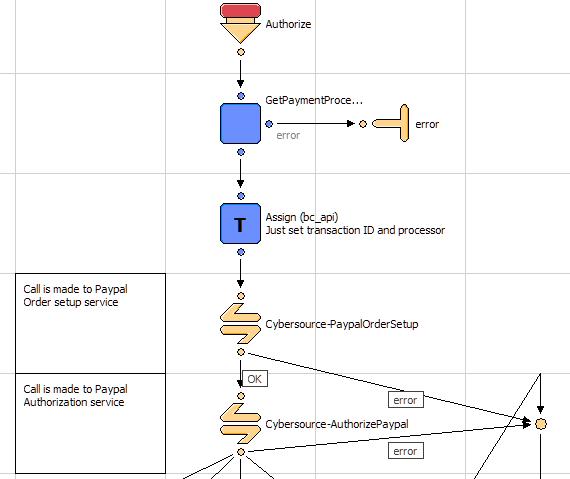 Authorize
GetPaymentProce...
error
error
T
Assign (bc_api)
Just set transaction ID and processor
Call is made to Paypal
Order setup service
Cybersource-PaypalOrderSetup
OK
Call is made to Paypal
Authorization service
error
Cybersource-AuthorizePaypal
error